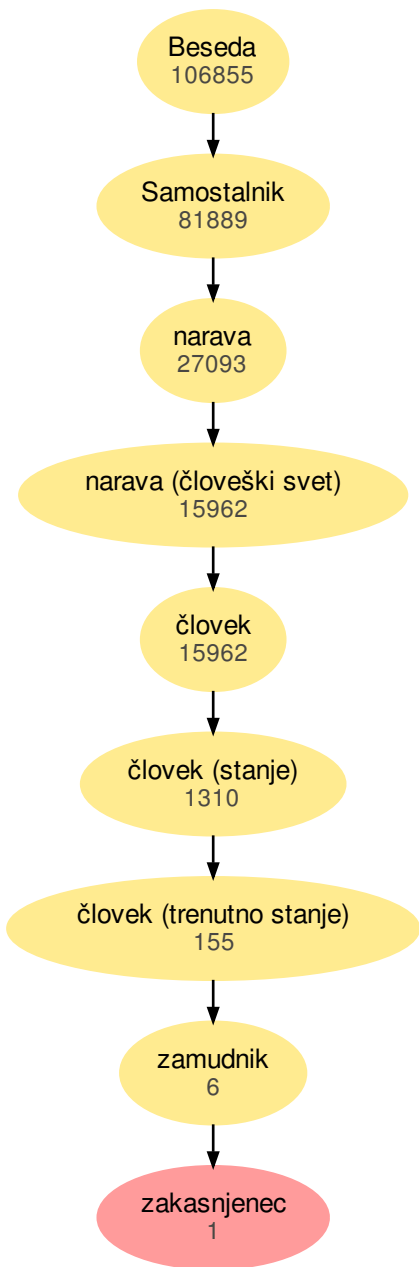 Beseda
106855
Samostalnik
81889
narava
27093
narava (človeški svet)
15962
človek
15962
človek (stanje)
1310
človek (trenutno stanje)
155
zamudnik
6
zakasnjenec
1